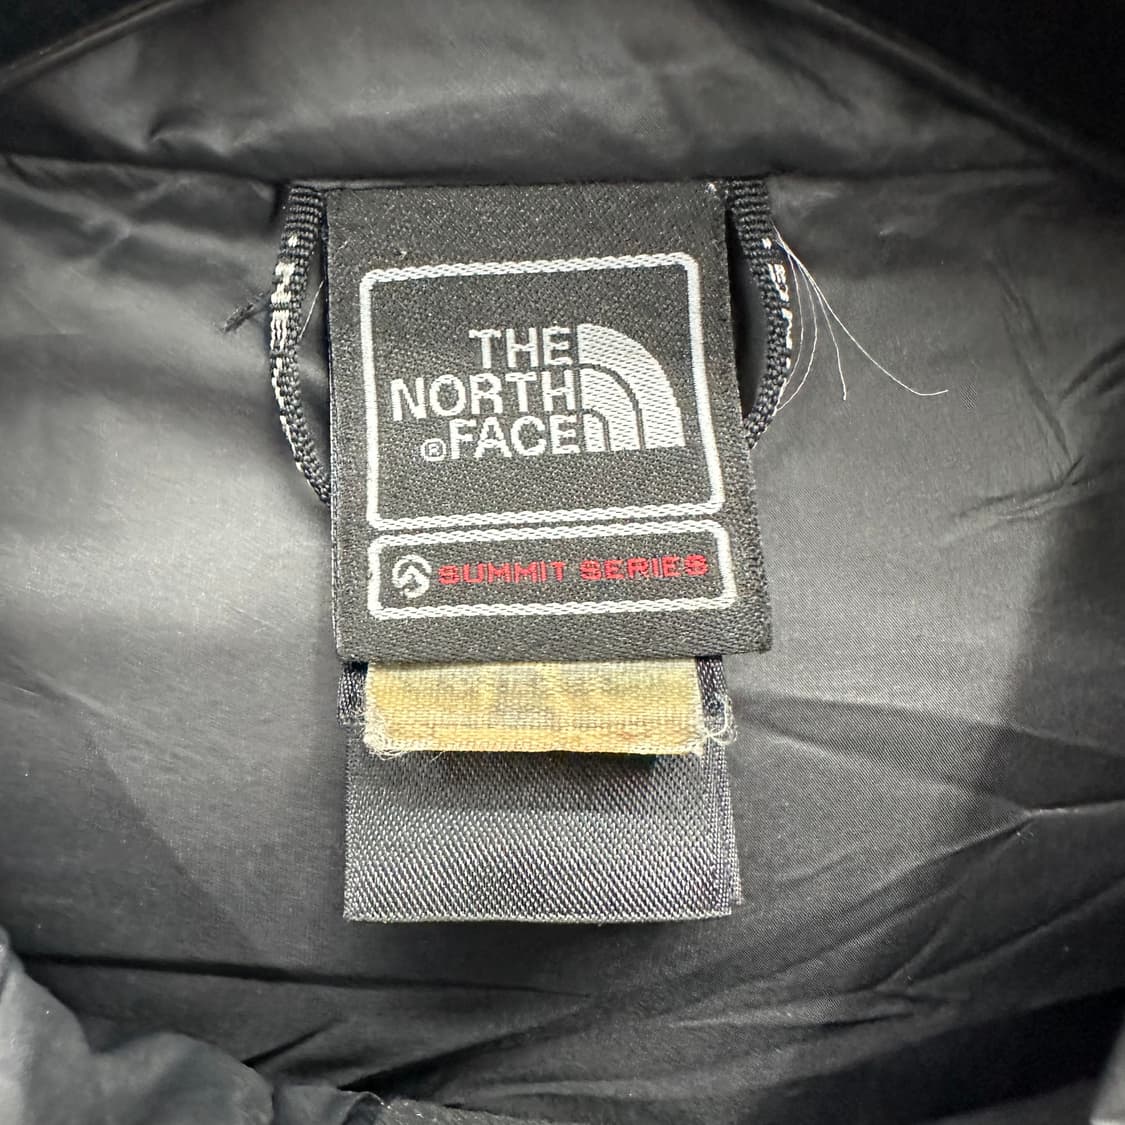 THE
NORTH
® FACE
SUMMIT SERIES